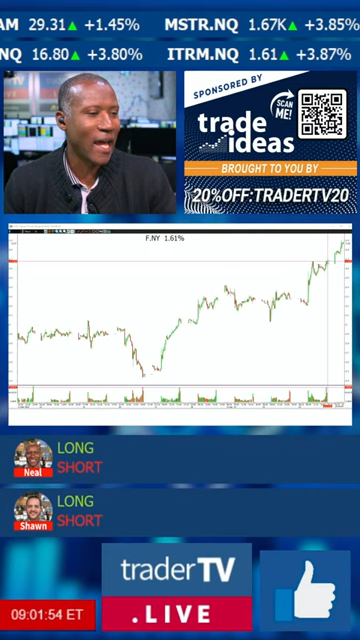 AM 29.31▲ +1.45% MSTR.NQ 1.67K▲ +3.85%
NQ 16.80▲ +3.80% ITRM.NQ 1.61▲ +3.87%
SPONSORED BY
SCAN
ME!
trade
ideas
BROUGHT TO YOU BY
20%OFF:TRADERTV20
F.NY 1.61%
LONG
SHORT
Neal
LONG
SHORT
Shawn
traderTV
.LIVE
09:01:54 ET